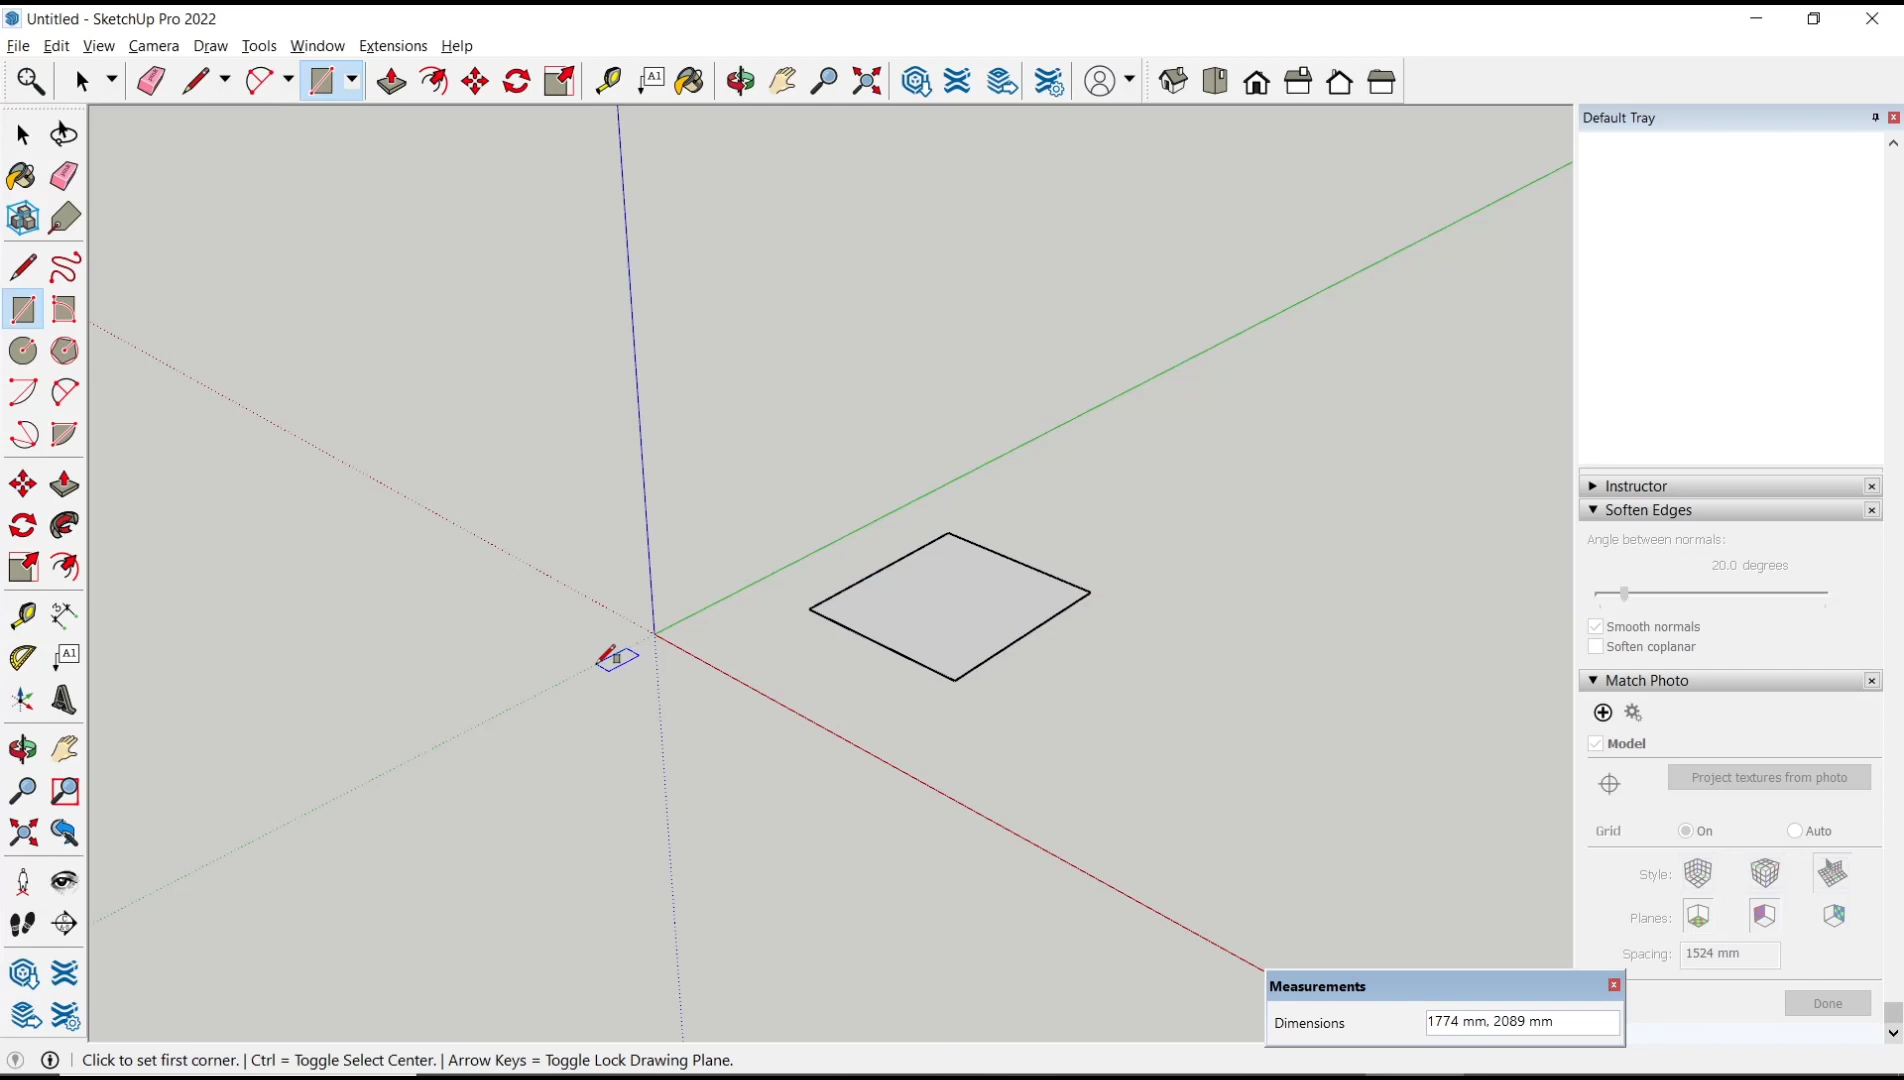 Untitled - SketchUp Pro 2022
File Edit View Camera Draw Tools Window Extensions Help
A1
Default Tray
Instructor
Soften Edges
Angle between normals:
20.0 degrees
Smooth normals
Soften coplanar
A1
Match Photo
Model
Project textures from photo
Grid On Auto
Style:
Planes:
Spacing: 1524 mm
Measurements
Done
Dimensions 1774 mm, 2089 mm
Click to set first corner. | Ctrl = Toggle Select Center. | Arrow Keys = Toggle Lock Drawing Plane.